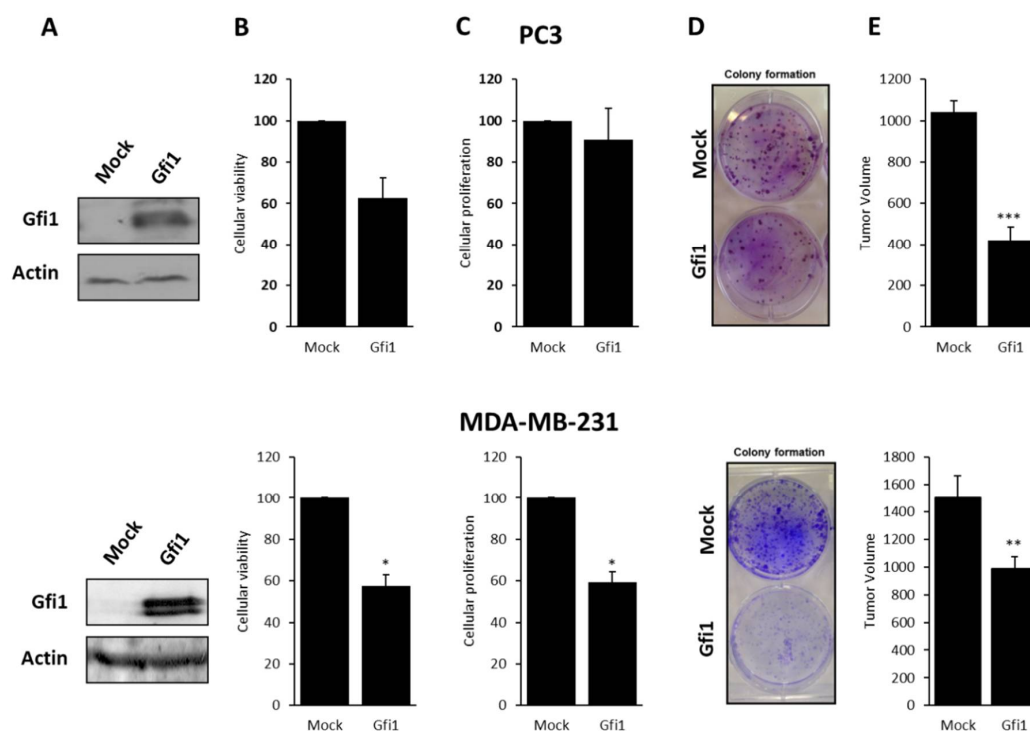 A
B
C
PC3
D
E
Mock
Gfi1
Gfi1
Actin
Cellular viability
120
100
80
60
40
20
0
Mock Gfi1
Cellular proliferation
120
100
80
60
40
20
0
Mock Gfi1
Colony formation
Mock
Gfi1
Tumor Volume
1200
1000
800
600
400
200
0
***
Mock Gfi1
MDA-MB-231
Mock
Gfi1
Gfi1
Actin
Cellular viability
120
100
80
60
40
20
0
*
Mock Gfi1
Cellular proliferation
120
100
80
60
40
20
0
*
Mock Gfi1
Colony formation
Mock
Gfi1
Tumor Volume
1800
1600
1400
1200
1000
800
600
400
200
0
**
Mock Gfi1